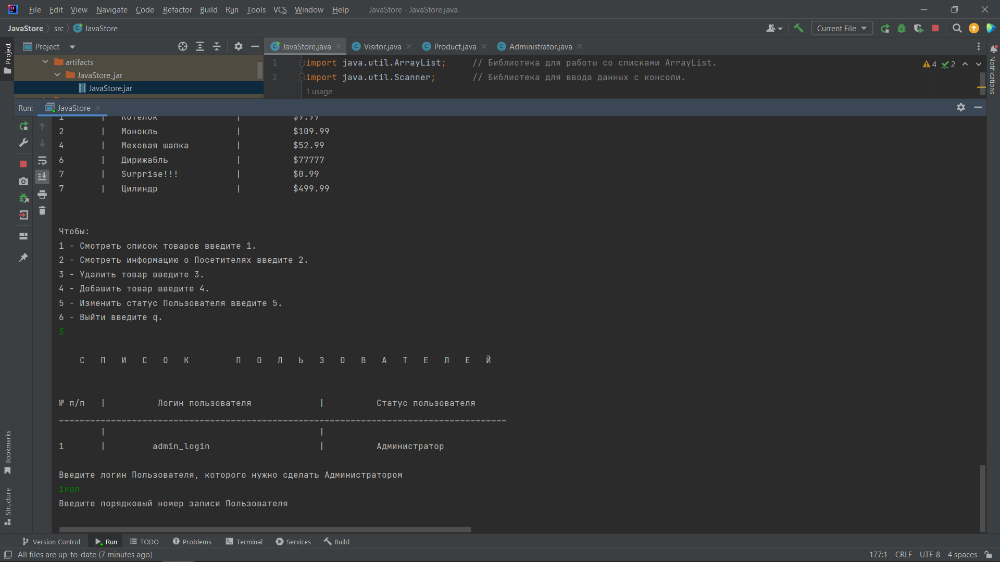 File Edit View Navigate Code Refactor Build Run Tools VCS Window Help JavaStore - JavaStore.java
JavaStore src JavaStore Current File
Project JavaStore.java Visitor.java Product.java Administrator.java
Project
Notifications
artifacts
JavaStore_jar
JavaStore.jar
1 import java.util.ArrayList; // Библиотека для работы со списками ArrayList.
2 import java.util.Scanner; // Библиотека для ввода данных с консоли.
1 usage
4 2
Run: JavaStore
1 | Котелок | $9.99
2 | Монокль | $109.99
4 | Меховая шапка | $52.99
6 | Дирижабль | $77777
7 | Surprise!!! | $0.99
7 | Цилиндр | $499.99
Чтобы:
1 - Смотреть список товаров введите 1.
2 - Смотреть информацию о Посетителях введите 2.
3 - Удалить товар введите 3.
4 - Добавить товар введите 4.
5 - Изменить статус Пользователя введите 5.
6 - Выйти введите q.
5
С П И С О К П О Л Ь З О В А Т Е Л Е Й
№ п/п | Логин пользователя | Статус пользователя
--------------------------------------------------------------------------------------
| |
1 | admin_login | Администратор
Введите логин Пользователя, которого нужно сделать Администратором
ivan
Введите порядковый номер записи Пользователя
Bookmarks
Structure
Version Control Run TODO Problems Terminal Services Build
All files are up-to-date (7 minutes ago) 177:1 CRLF UTF-8 4 spaces